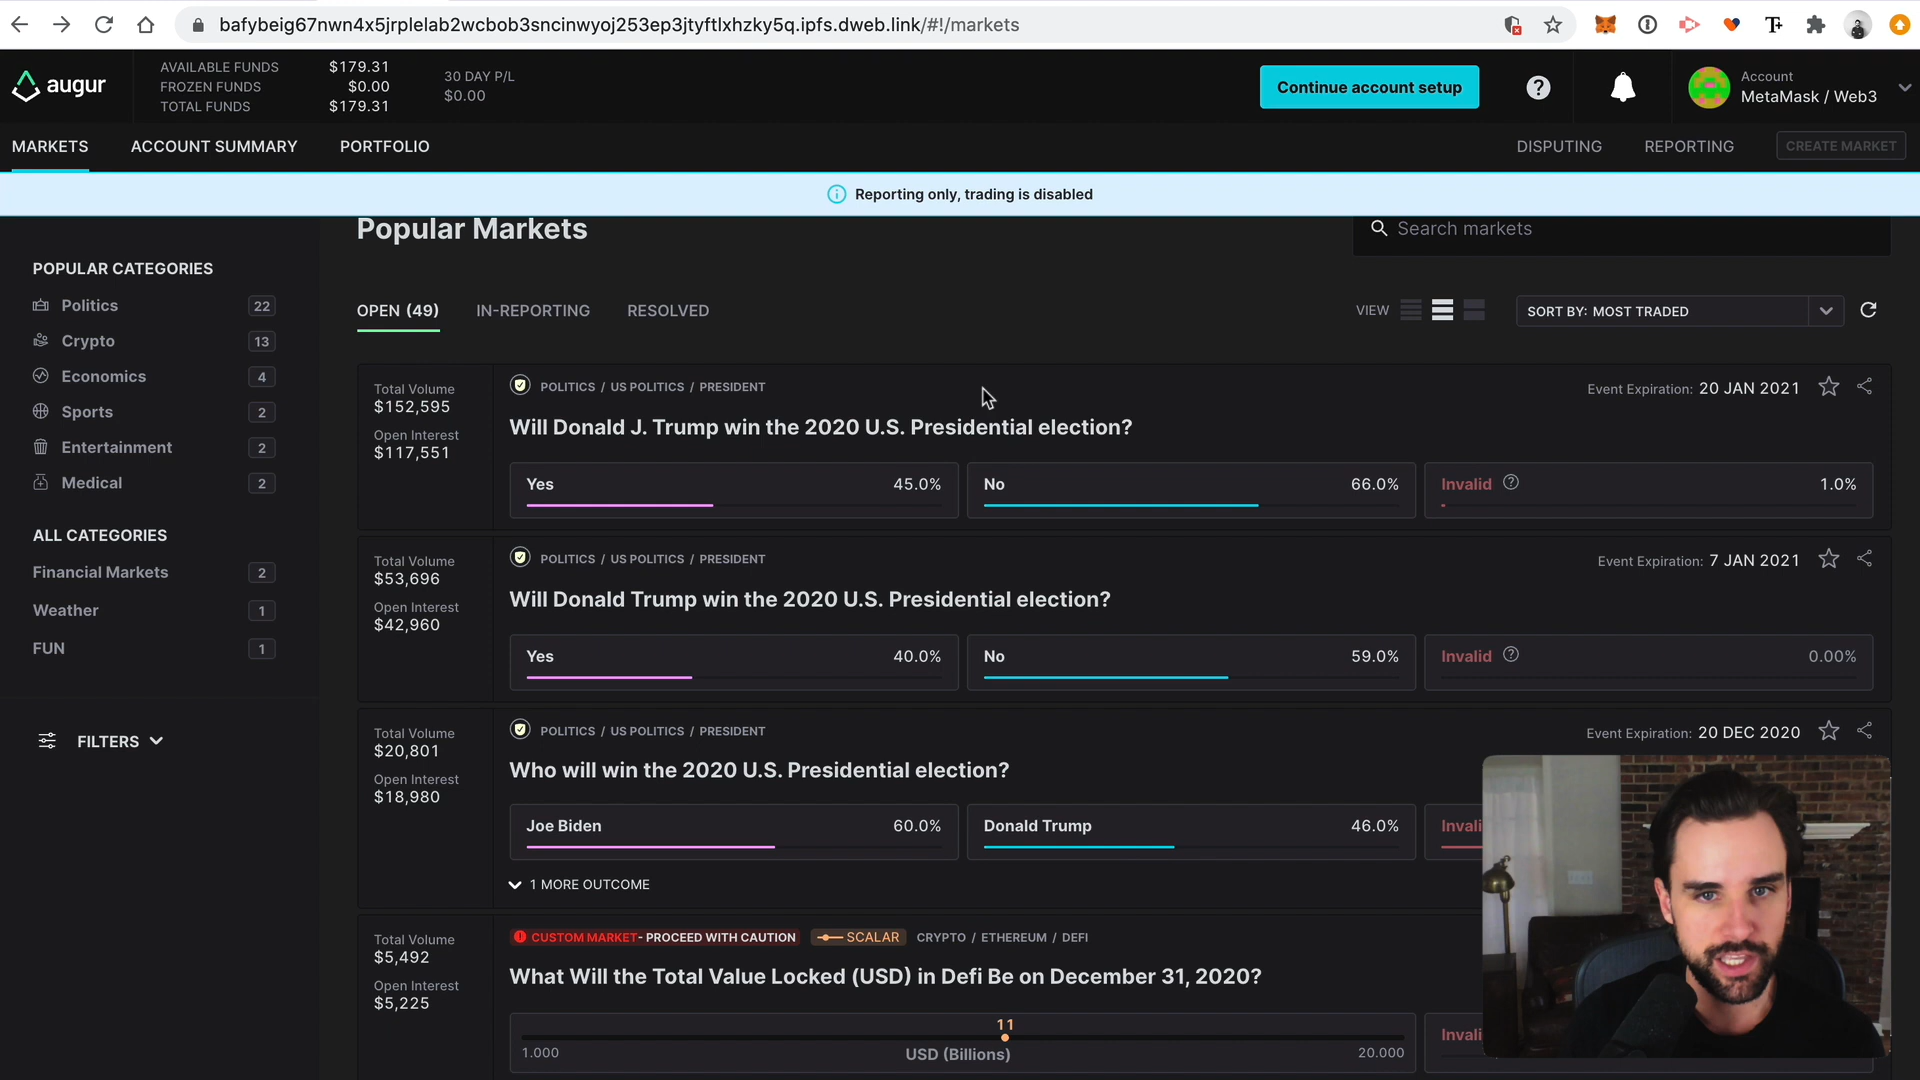 bafybeig67nwn4x5jrplelab2wcbob3sncinwyoj253ep3jtyftlxhzky5q.ipfs.dweb.link/#!/markets
augur
AVAILABLE FUNDS $179.31
FROZEN FUNDS $0.00
TOTAL FUNDS $179.31
30 DAY P/L
$0.00
Continue account setup
Account
MetaMask / Web3
MARKETS ACCOUNT SUMMARY PORTFOLIO DISPUTING REPORTING CREATE MARKET
Reporting only, trading is disabled
Popular Markets
Search markets
POPULAR CATEGORIES
Politics 22
Crypto 13
Economics 4
Sports 2
Entertainment 2
Medical 2
ALL CATEGORIES
Financial Markets 2
Weather 1
FUN 1
FILTERS
OPEN (49) IN-REPORTING RESOLVED VIEW SORT BY: MOST TRADED
Total Volume
$152,595
Open Interest
$117,551
POLITICS / US POLITICS / PRESIDENT
Event Expiration: 20 JAN 2021
Will Donald J. Trump win the 2020 U.S. Presidential election?
Yes 45.0% No 66.0% Invalid 1.0%
Total Volume
$53,696
Open Interest
$42,960
POLITICS / US POLITICS / PRESIDENT
Event Expiration: 7 JAN 2021
Will Donald Trump win the 2020 U.S. Presidential election?
Yes 40.0% No 59.0% Invalid 0.00%
Total Volume
$20,801
Open Interest
$18,980
POLITICS / US POLITICS / PRESIDENT
Event Expiration: 20 DEC 2020
Who will win the 2020 U.S. Presidential election?
Joe Biden 60.0% Donald Trump 46.0% Invali
1 MORE OUTCOME
Total Volume
$5,492
Open Interest
$5,225
CUSTOM MARKET- PROCEED WITH CAUTION SCALAR CRYPTO / ETHEREUM / DEFI
What Will the Total Value Locked (USD) in Defi Be on December 31, 2020?
11
1.000 USD (Billions) 20.000
Invali